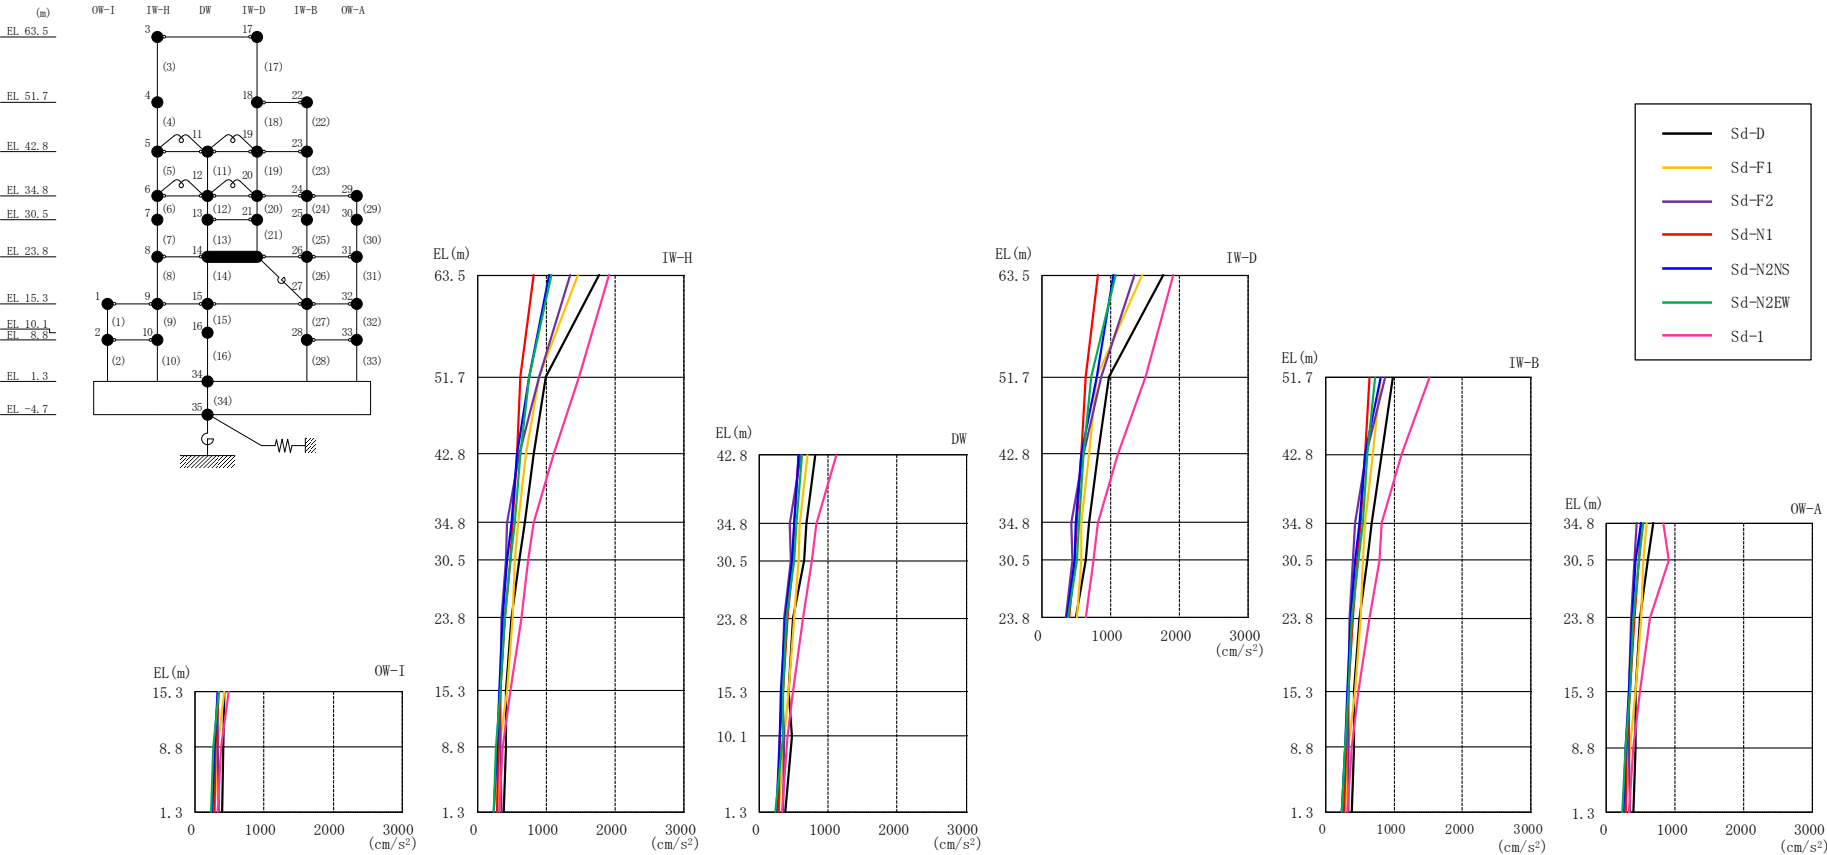 (m) OW-I IW-H DW IW-D IW-B OW-A
EL 63.5 3 17
(3) (17)
EL 51.7 4 18 22
(4) (18) (22)
EL 42.8 5 11 19 23
(5) (11) (19) (23)
EL 34.8 6 12 20 24 29
(6) (12) (20) (24) (29)
EL 30.5 7 13 21 25 30
(7) (13) (21) (25) (30)
EL 23.8 8 14 26 31
(8) (14) (26) (31)
EL 15.3 1 9 15 27 32
(1) (9) (15) (27) (32)
EL 10.1 16
EL 8.8 2 10 28 33
(2) (10) (16) (28) (33)
EL 1.3 34
(34)
EL -4.7 35
EL(m) OW-I
15.3
8.8
1.3
0 1000 2000 3000
(cm/s²)
EL(m) IW-H
63.5
51.7
42.8
34.8
30.5
23.8
15.3
8.8
1.3
0 1000 2000 3000
(cm/s²)
EL(m) DW
42.8
34.8
30.5
23.8
15.3
10.1
1.3
0 1000 2000 3000
(cm/s²)
EL(m) IW-D
63.5
51.7
42.8
34.8
30.5
23.8
0 1000 2000 3000
(cm/s²)
EL(m) IW-B
51.7
42.8
34.8
30.5
23.8
15.3
8.8
1.3
0 1000 2000 3000
(cm/s²)
EL(m) OW-A
34.8
30.5
23.8
15.3
8.8
1.3
0 1000 2000 3000
(cm/s²)
Sd-D
Sd-F1
Sd-F2
Sd-N1
Sd-N2NS
Sd-N2EW
Sd-1